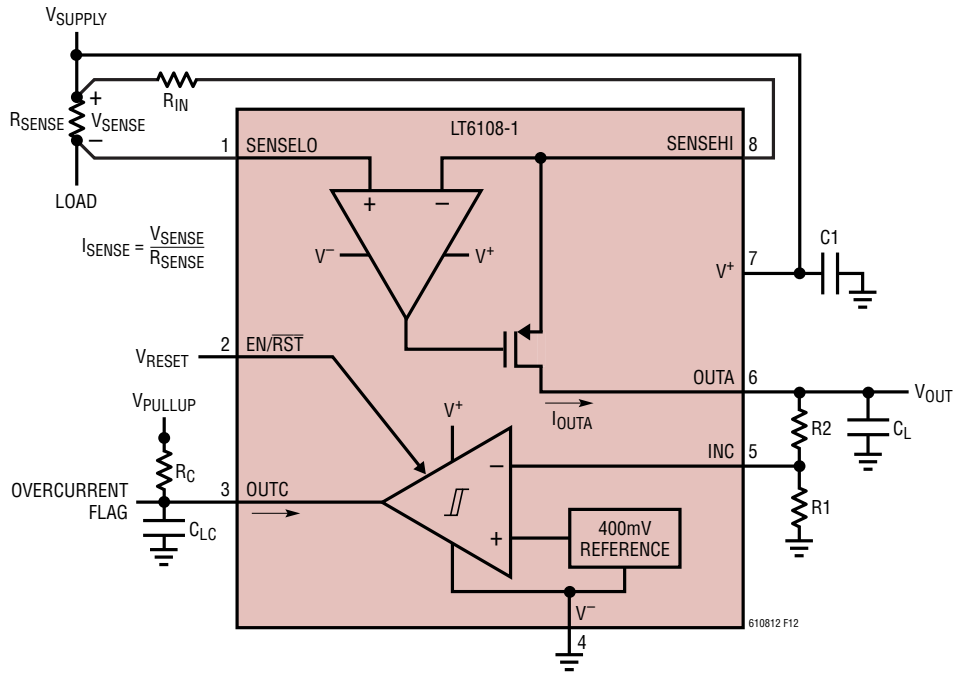 VSUPPLY
RIN
+
RSENSE
VSENSE
–
LT6108-1
1
SENSELO
SENSEHI
8
LOAD
+
–
ISENSE = VSENSE
RSENSE
V–
V+
V+
7
C1
2
EN/RST
VRESET
OUTA
6
VOUT
VPULLUP
IOUTA
V+
R2
CL
INC
5
RC
–
OVERCURRENT
FLAG
3
OUTC
R1
CLC
+
400mV
REFERENCE
V–
4
610812 F12